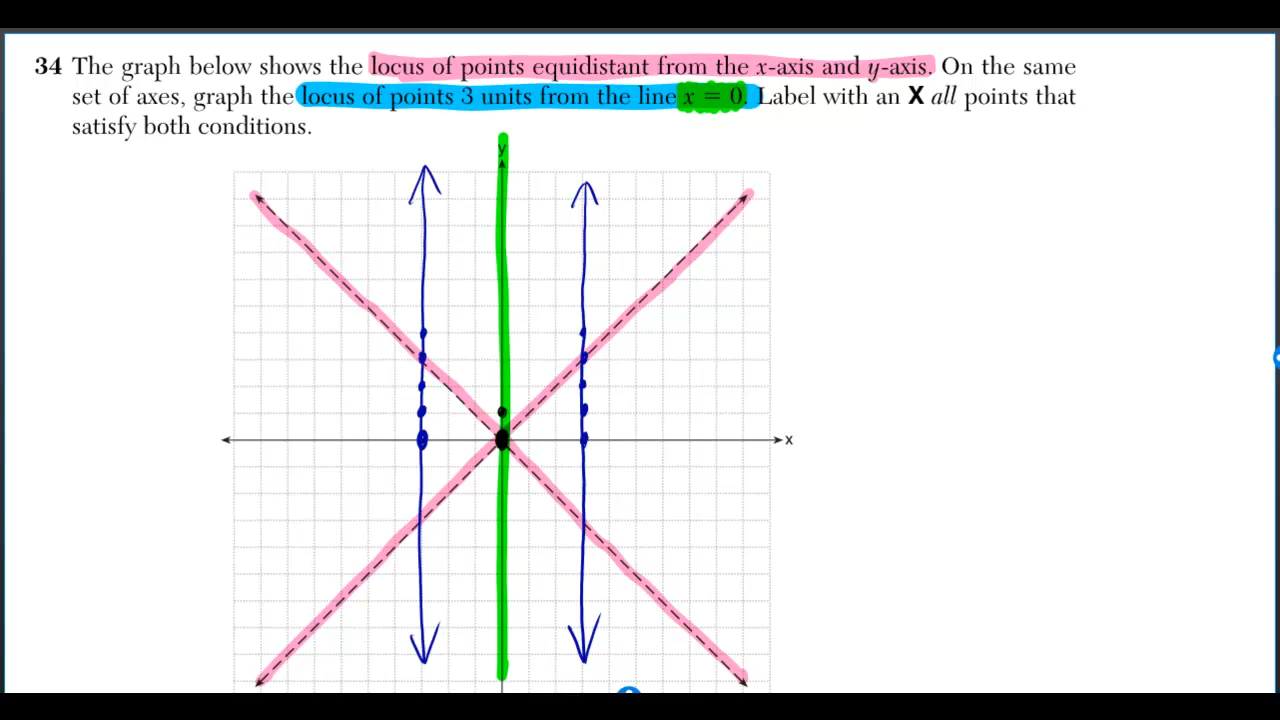 34 The graph below shows the locus of points equidistant from the x-axis and y-axis. On the same
set of axes, graph the locus of points 3 units from the line x = 0. Label with an X all points that
satisfy both conditions.
y
x